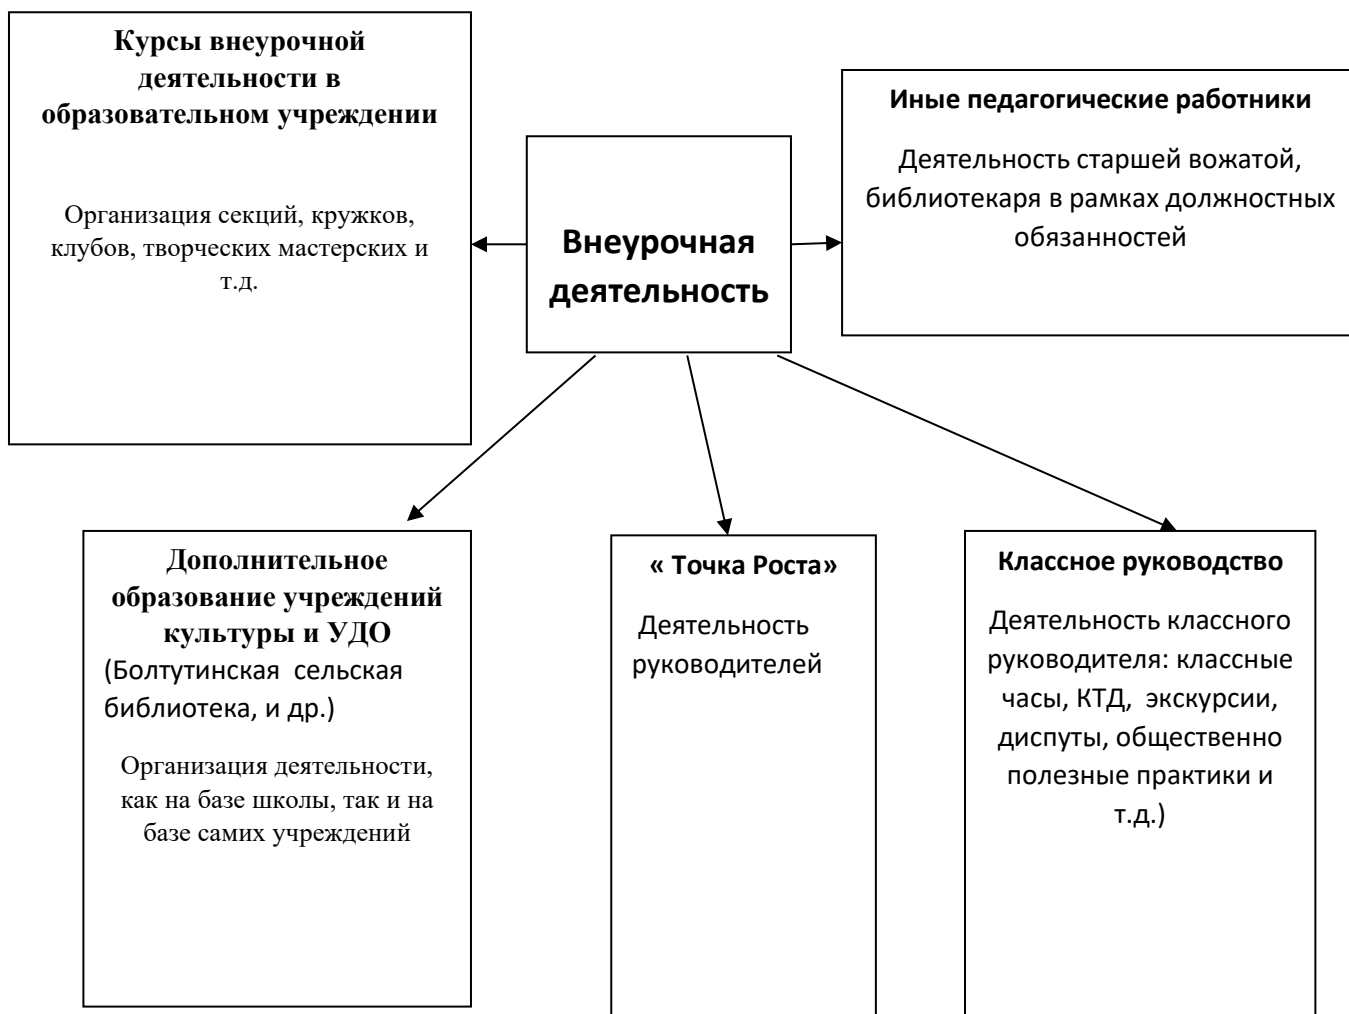 Курсы внеурочной
деятельности в
образовательном учреждении
Организация секций, кружков,
клубов, творческих мастерских и
т.д.
Внеурочная
деятельность
Иные педагогические работники
Деятельность старшей вожатой,
библиотекаря в рамках должностных
обязанностей
Дополнительное
образование учреждений
культуры и УДО
(Болтутинская сельская
библиотека, и др.)
Организация деятельности,
как на базе школы, так и на
базе самих учреждений
« Точка Роста»
Деятельность
руководителей
Классное руководство
Деятельность классного
руководителя: классные
часы, КТД, экскурсии,
диспуты, общественно
полезные практики и
т.д.)